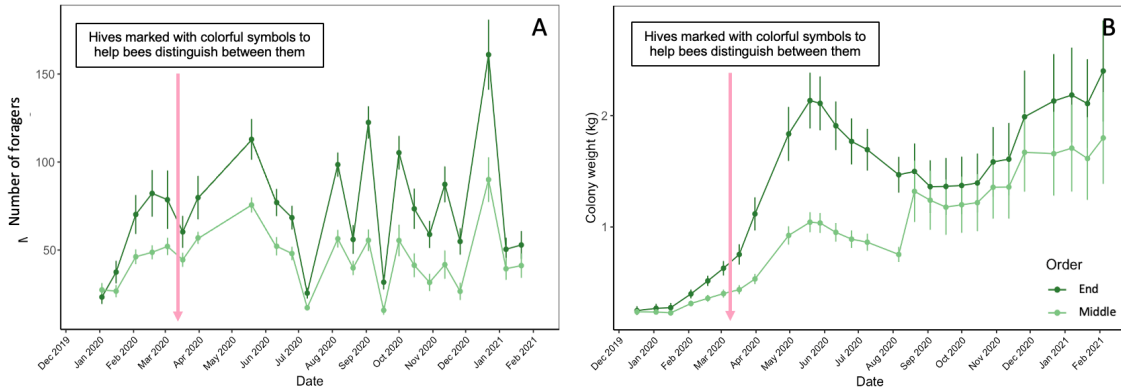 Hives marked with colorful symbols to
help bees distinguish between them
A
Number of foragers
150
100
50
Dec 2019
Jan 2020
Feb 2020
Mar 2020
Apr 2020
May 2020
Jun 2020
Jul 2020
Aug 2020
Sep 2020
Oct 2020
Nov 2020
Dec 2020
Jan 2021
Feb 2021
Date
Hives marked with colorful symbols to
help bees distinguish between them
B
Colony weight (kg)
2
1
Order
End
Middle
Dec 2019
Jan 2020
Feb 2020
Mar 2020
Apr 2020
May 2020
Jun 2020
Jul 2020
Aug 2020
Sep 2020
Oct 2020
Nov 2020
Dec 2020
Jan 2021
Feb 2021
Date